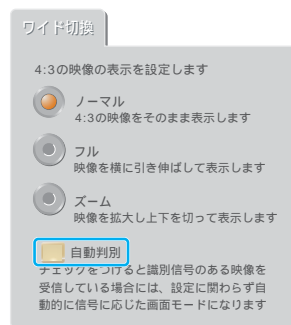 ワイド切換
4:3の映像の表示を設定します
ノーマル
4:3の映像をそのまま表示します
フル
映像を横に引き伸ばして表示します
ズーム
映像を拡大し上下を切って表示します
自動判別
チェックをつけると識別信号のある映像を
受信している場合には、設定に関わらず自
動的に信号に応じた画面モードになります